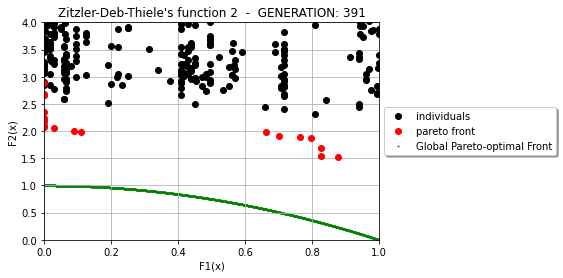 Zitzler-Deb-Thiele's function 2 - GENERATION: 391
4.0
3.5
3.0
2.5
2.0
1.5
1.0
0.5
0.0
F2(x)
0.0 0.2 0.4 0.6 0.8 1.0
F1(x)
individuals
pareto front
Global Pareto-optimal Front